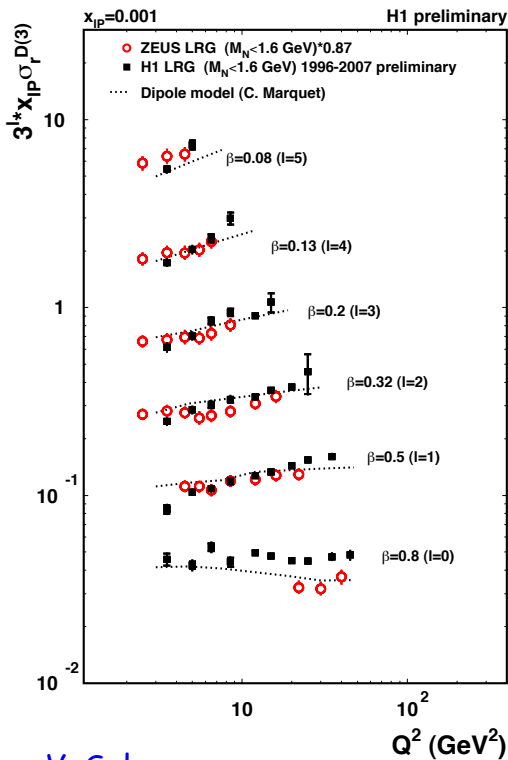 x_IP=0.001 H1 preliminary
ZEUS LRG (M_N<1.6 GeV)*0.87
H1 LRG (M_N<1.6 GeV) 1996-2007 preliminary
Dipole model (C. Marquet)
3^l*x_IP σ_r^D(3)
10
β=0.08 (l=5)
β=0.13 (l=4)
1
β=0.2 (l=3)
β=0.32 (l=2)
β=0.5 (l=1)
10^-1
β=0.8 (l=0)
10^-2
10 10^2
Q^2 (GeV^2)